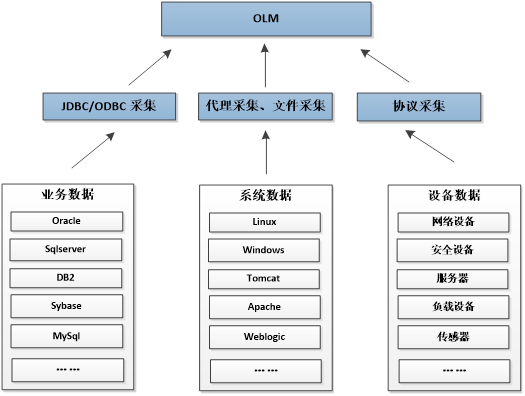 OLM
JDBC/ODBC 采集
代理采集、文件采集
协议采集
业务数据
Oracle
Sqlserver
DB2
Sybase
MySql
... ...
系统数据
Linux
Windows
Tomcat
Apache
Weblogic
... ...
设备数据
网络设备
安全设备
服务器
负载设备
传感器
... ...